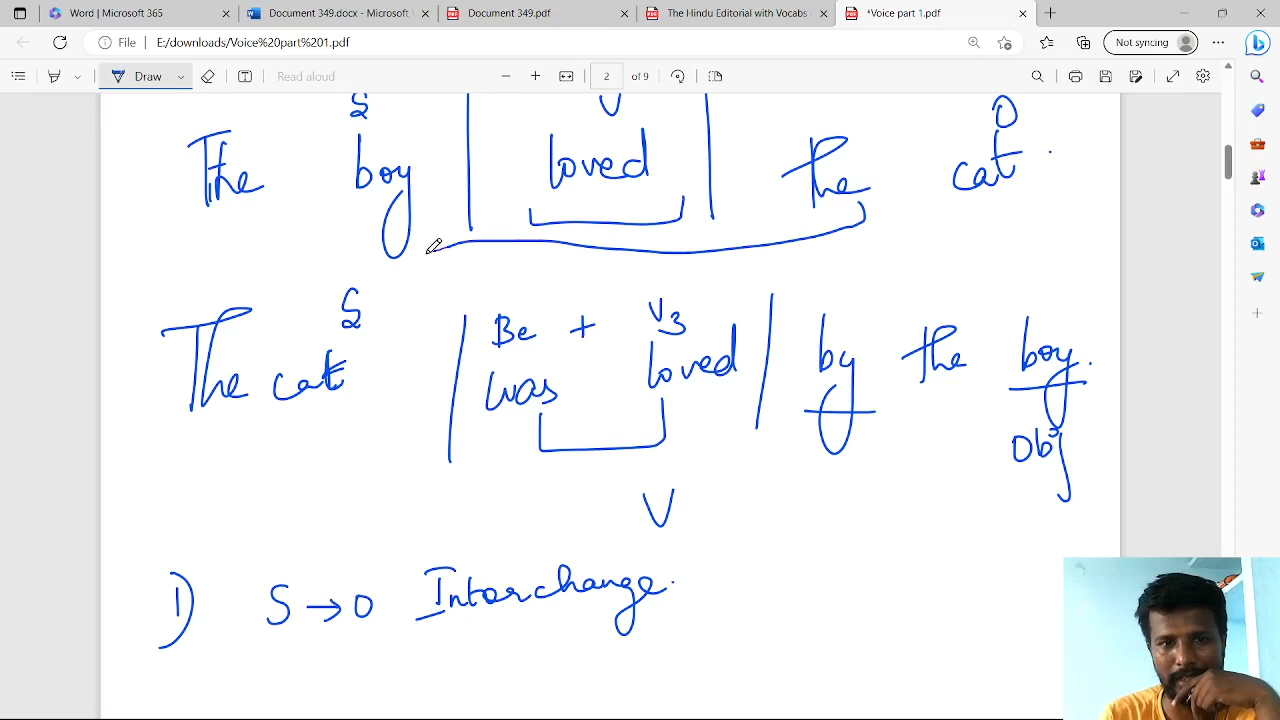 Word | Microsoft 365
Document 349.docx - Microsoft W
Document 349.pdf
The Hindu Editorial with Vocabs
*Voice part 1.pdf
File E:/downloads/Voice%20part%201.pdf
Not syncing
Draw
Read aloud
2 of 9
S V O
The boy | loved | the cat.
S Be + V3
The cat | was loved | by the boy.
Obj
V
1) S → O Interchange.